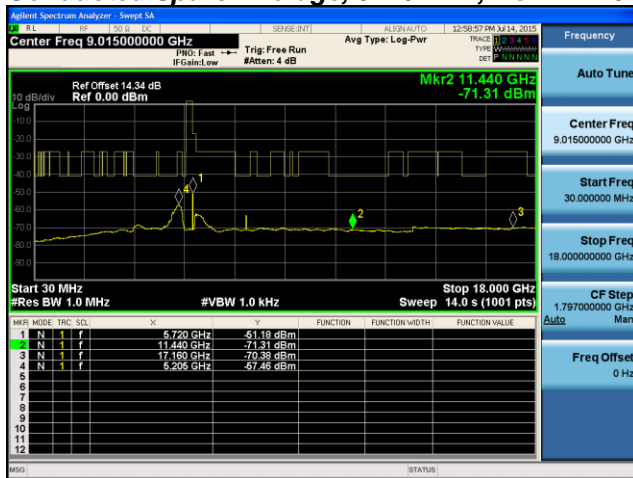 Agilent Spectrum Analyzer - Swept SA
RL RF 50 Ω DC SENSE:INT ALIGN AUTO 12:58:57 PM Jul 14, 2015
Center Freq 9.015000000 GHz
PNO: Fast
IFGain:Low
Trig: Free Run
#Atten: 4 dB
Avg Type: Log-Pwr
TRACE 1 2 3 4 5 6
TYPE
DET P N N N N N
Frequency
Mkr2 11.440 GHz
-71.31 dBm
Ref Offset 14.34 dB
10 dB/div Ref 0.00 dBm
Log
-10.0
-20.0
-30.0
-40.0
-50.0
-60.0
-70.0
-80.0
-90.0
1
4
2
3
Start 30 MHz Stop 18.000 GHz
#Res BW 1.0 MHz #VBW 1.0 kHz Sweep 14.0 s (1001 pts)
MKR MODE TRC SCL X Y FUNCTION FUNCTION WIDTH FUNCTION VALUE
1 N 1 f 5.720 GHz -51.18 dBm
2 N 1 f 11.440 GHz -71.31 dBm
3 N 1 f 17.160 GHz -70.38 dBm
4 N 1 f 5.205 GHz -57.46 dBm
5
6
7
8
9
10
11
12
MSG STATUS
Auto Tune
Center Freq
9.015000000 GHz
Start Freq
30.000000 MHz
Stop Freq
18.000000000 GHz
CF Step
1.797000000 GHz
Auto Man
Freq Offset
0 Hz